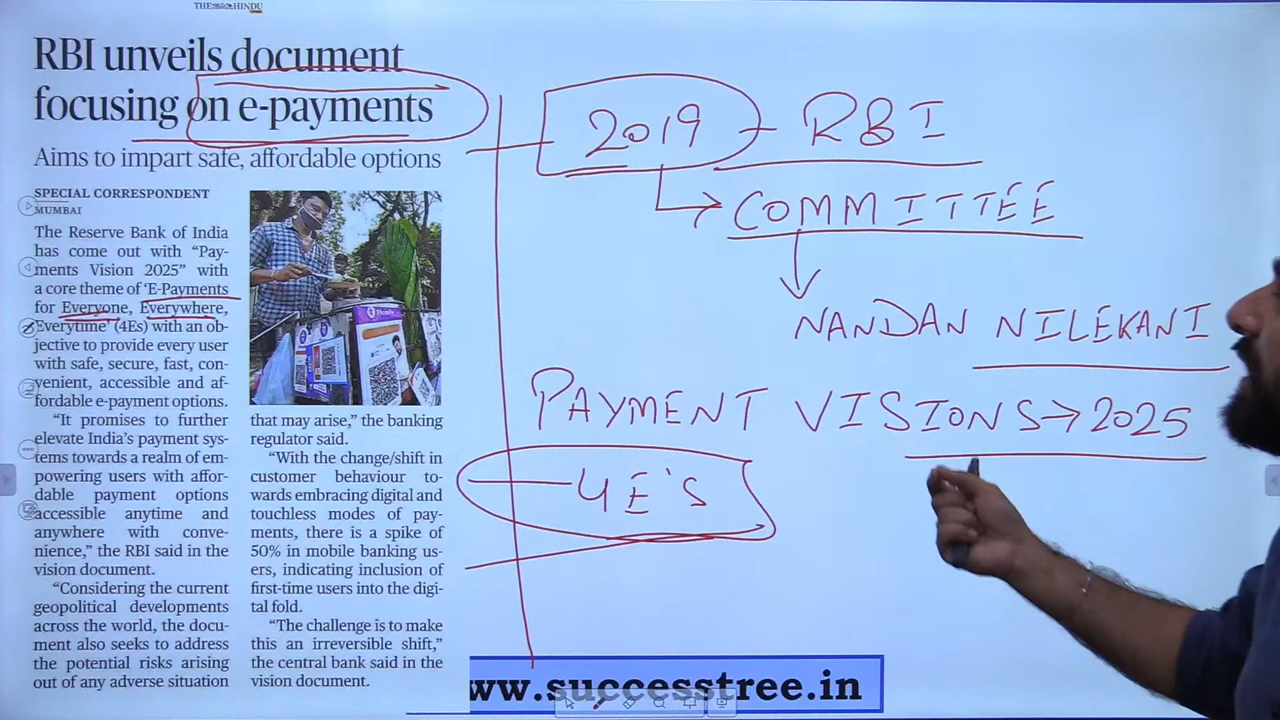 THE HINDU
RBI unveils document
focusing on e-payments
Aims to impart safe, affordable options
SPECIAL CORRESPONDENT
MUMBAI
The Reserve Bank of India
has come out with “Pay-
ments Vision 2025” with
a core theme of ‘E-Payments
for Everyone, Everywhere,
Everytime’ (4Es) with an ob-
jective to provide every user
with safe, secure, fast, con-
venient, accessible and af-
fordable e-payment options.
“It promises to further
elevate India’s payment sys-
tems towards a realm of em-
powering users with affor-
dable payment options
accessible anytime and
anywhere with conve-
nience,” the RBI said in the
vision document.
“Considering the current
geopolitical developments
across the world, the docu-
ment also seeks to address
the potential risks arising
out of any adverse situation
that may arise,” the banking
regulator said.
“With the change/shift in
customer behaviour to-
wards embracing digital and
touchless modes of pay-
ments, there is a spike of
50% in mobile banking us-
ers, indicating inclusion of
first-time users into the digi-
tal fold.
“The challenge is to make
this an irreversible shift,”
the central bank said in the
vision document.
2019 - RBI
COMMITTEE
NANDAN NILEKANI
PAYMENT VISIONS → 2025
4E'S
ww.successtree.in